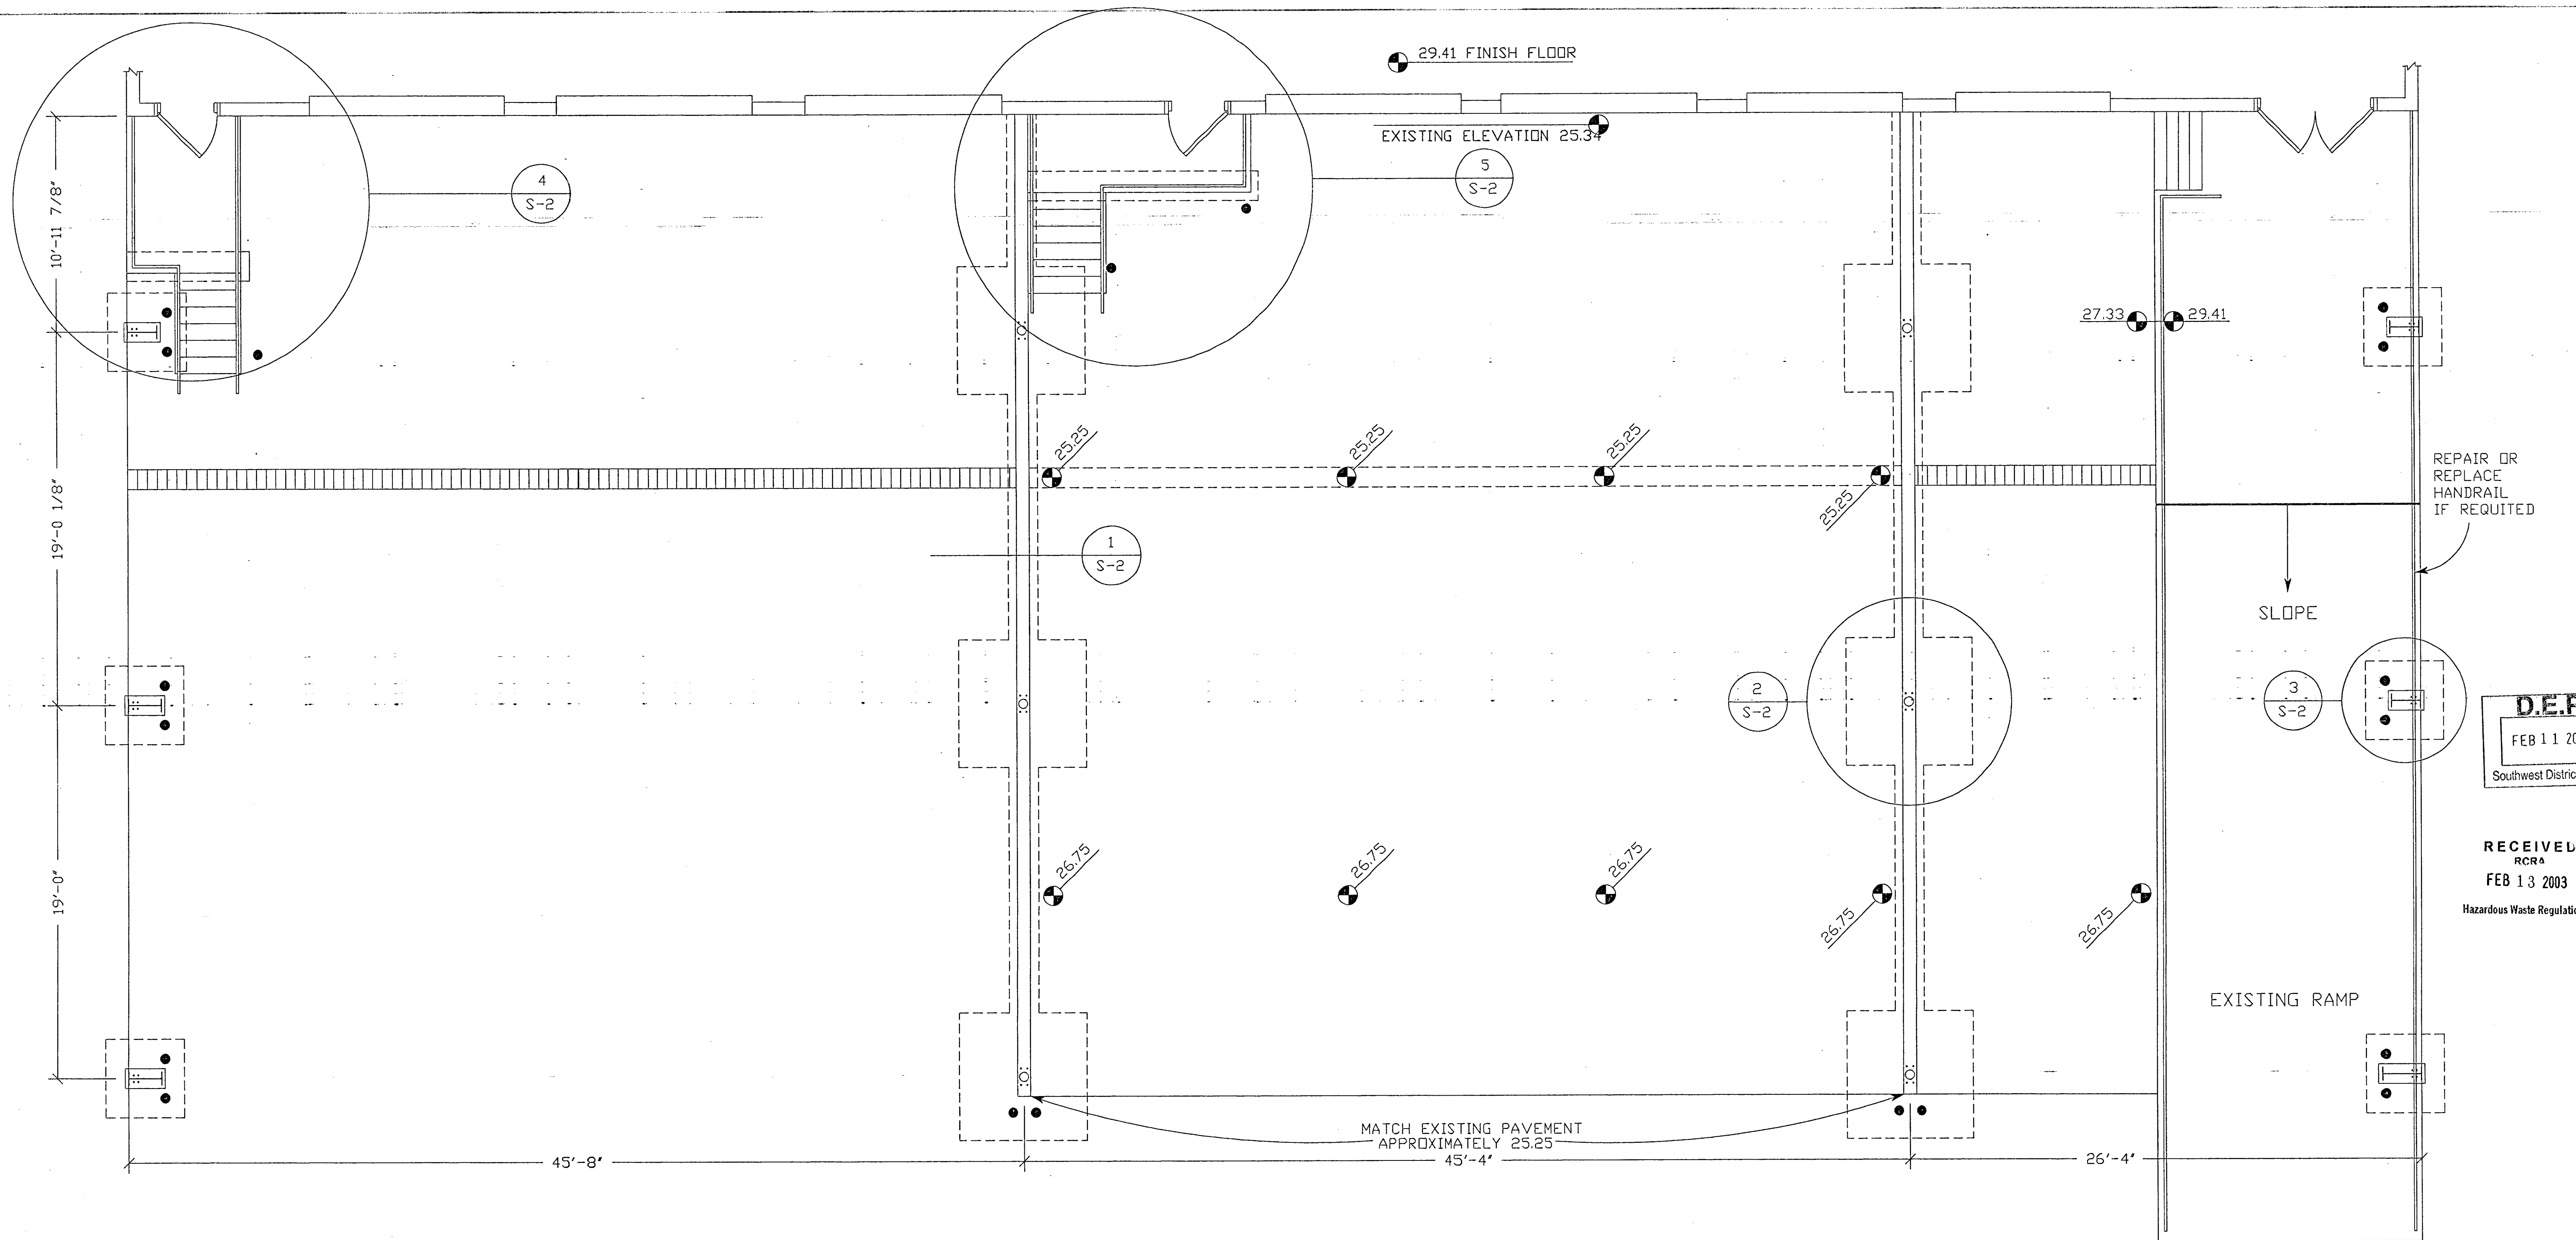 29.41 FINISH FLOOR
EXISTING ELEVATION 25.34
4
S-2
5
S-2
10'-11 7/8"
27.33
29.41
25.25
25.25
25.25
25.25
REPAIR OR
REPLACE
HANDRAIL
IF REQUITED
19'-0 1/8"
1
S-2
SLOPE
2
S-2
3
S-2
D.E.P
FEB 11 20
Southwest Distric
RECEIVED
RCRA
FEB 13 2003
Hazardous Waste Regulatio
19'-0"
26.75
26.75
26.75
26.75
26.75
EXISTING RAMP
MATCH EXISTING PAVEMENT
APPROXIMATELY 25.25
45'-8"
45'-4"
26'-4"